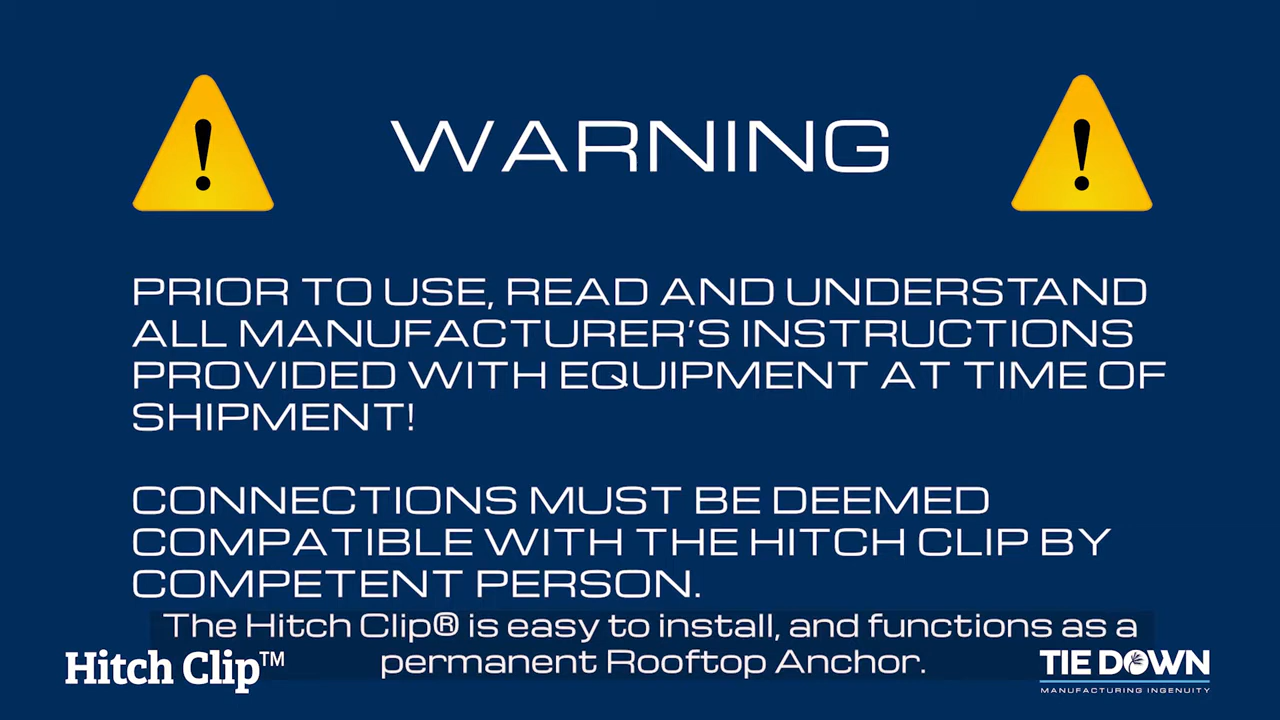 WARNING
PRIOR TO USE, READ AND UNDERSTAND
ALL MANUFACTURER’S INSTRUCTIONS
PROVIDED WITH EQUIPMENT AT TIME OF
SHIPMENT!
CONNECTIONS MUST BE DEEMED
COMPATIBLE WITH THE HITCH CLIP BY
COMPETENT PERSON.
The Hitch Clip® is easy to install, and functions as a
permanent Rooftop Anchor.
Hitch Clip™
TIE DOWN
MANUFACTURING INGENUITY